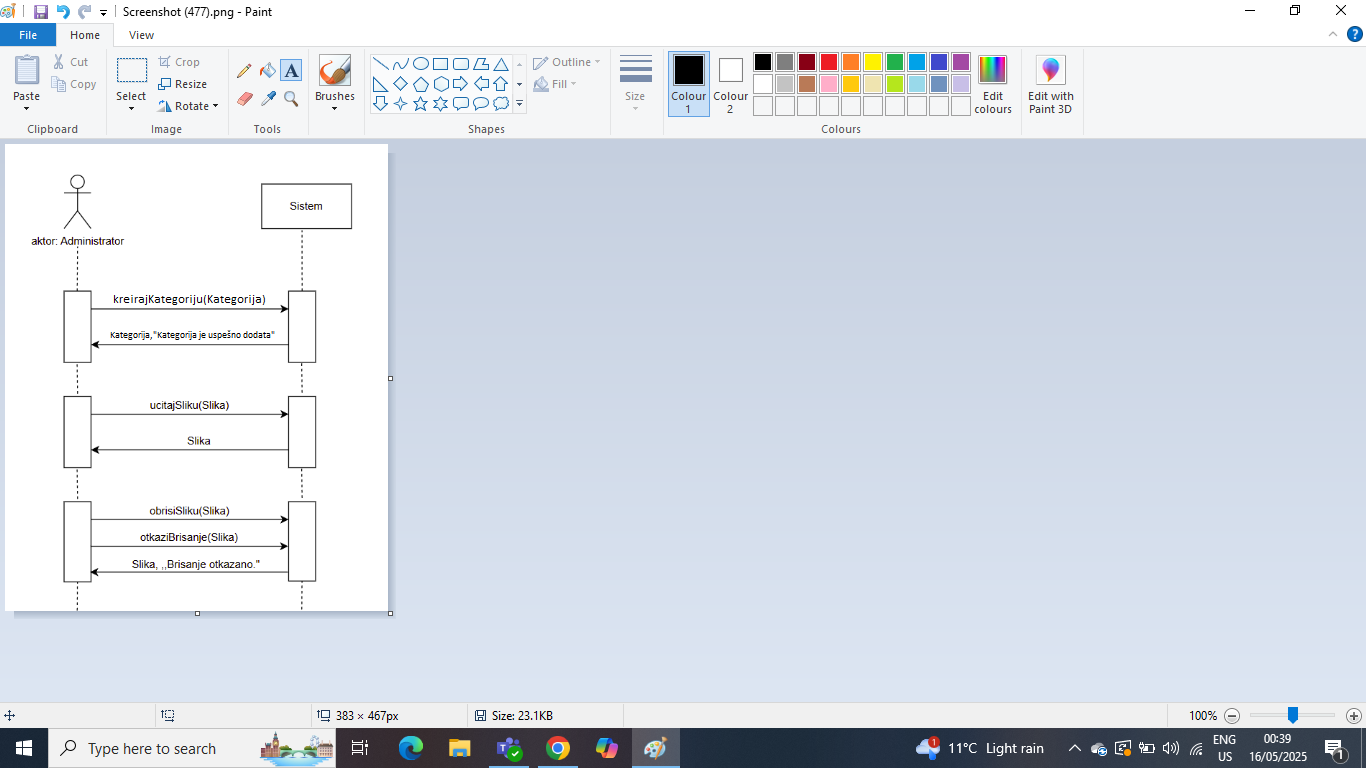 Screenshot (477).png - Paint
File Home View
Cut
Copy
Paste
Clipboard
Select
Crop
Resize
Rotate
Image
A
Tools
Brushes
Outline
Fill
Shapes
Size
Colour 1
Colour 2
Colours
Edit colours
Edit with Paint 3D
Sistem
aktor: Administrator
kreirajKategoriju(Kategorija)
Kategorija,"Kategorija je uspešno dodata"
ucitajSliku(Slika)
Slika
obrisiSliku(Slika)
otkaziBrisanje(Slika)
Slika, ,,Brisanje otkazano."
383 × 467px
Size: 23.1KB
100%
Type here to search
1
11°C Light rain
ENG
US
00:39
16/05/2025
1